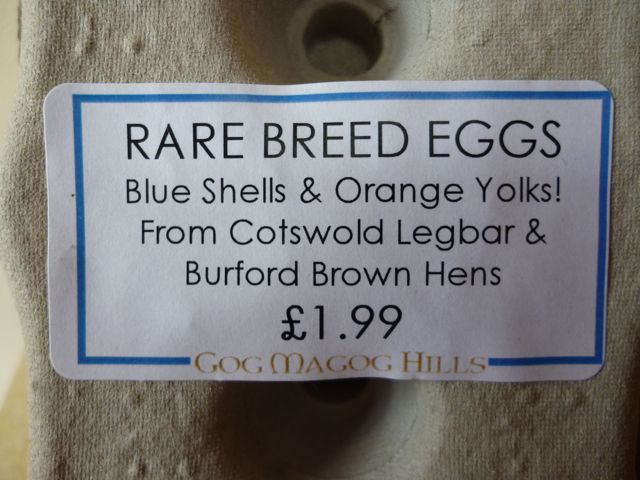 RARE BREED EGGS
Blue Shells & Orange Yolks!
From Cotswold Legbar &
Burford Brown Hens
£1.99
GOG MAGOG HILLS